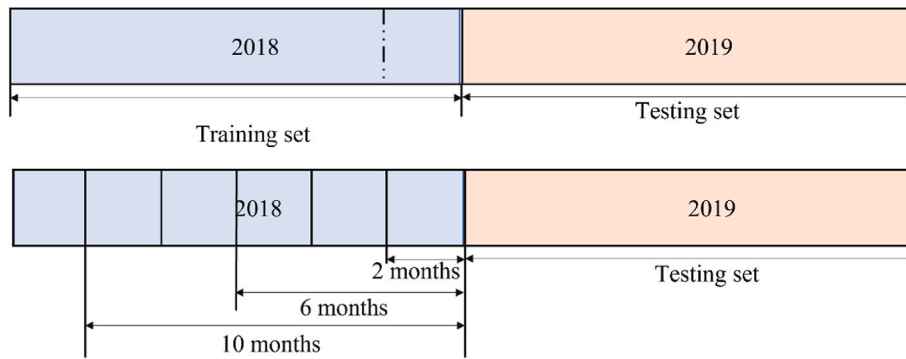 2018
2019
Training set
Testing set
2018
2019
2 months
Testing set
6 months
10 months